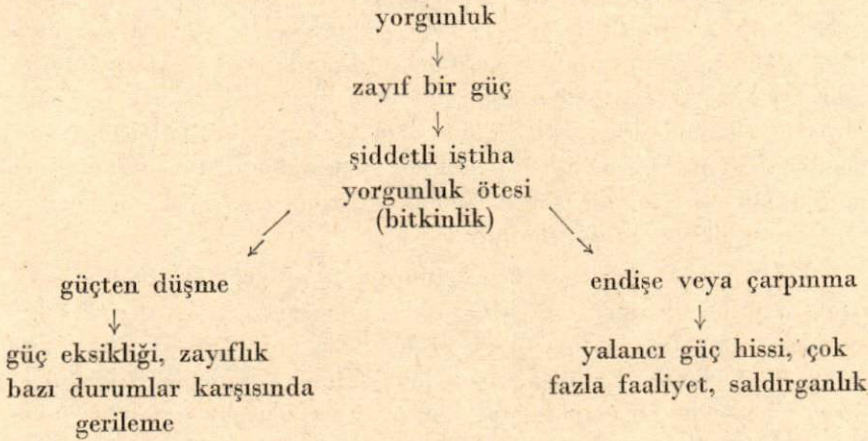 yorgunluk
↓
zayıf bir güç
↓
şiddetli iştiha
yorgunluk ötesi
(bitkinlik)
güçten düşme
↓
güç eksikliği, zayıflık
bazı durumlar karşısında
gerileme
endişe veya çarpınma
↓
yalancı güç hissi, çok
fazla faaliyet, saldırganlık